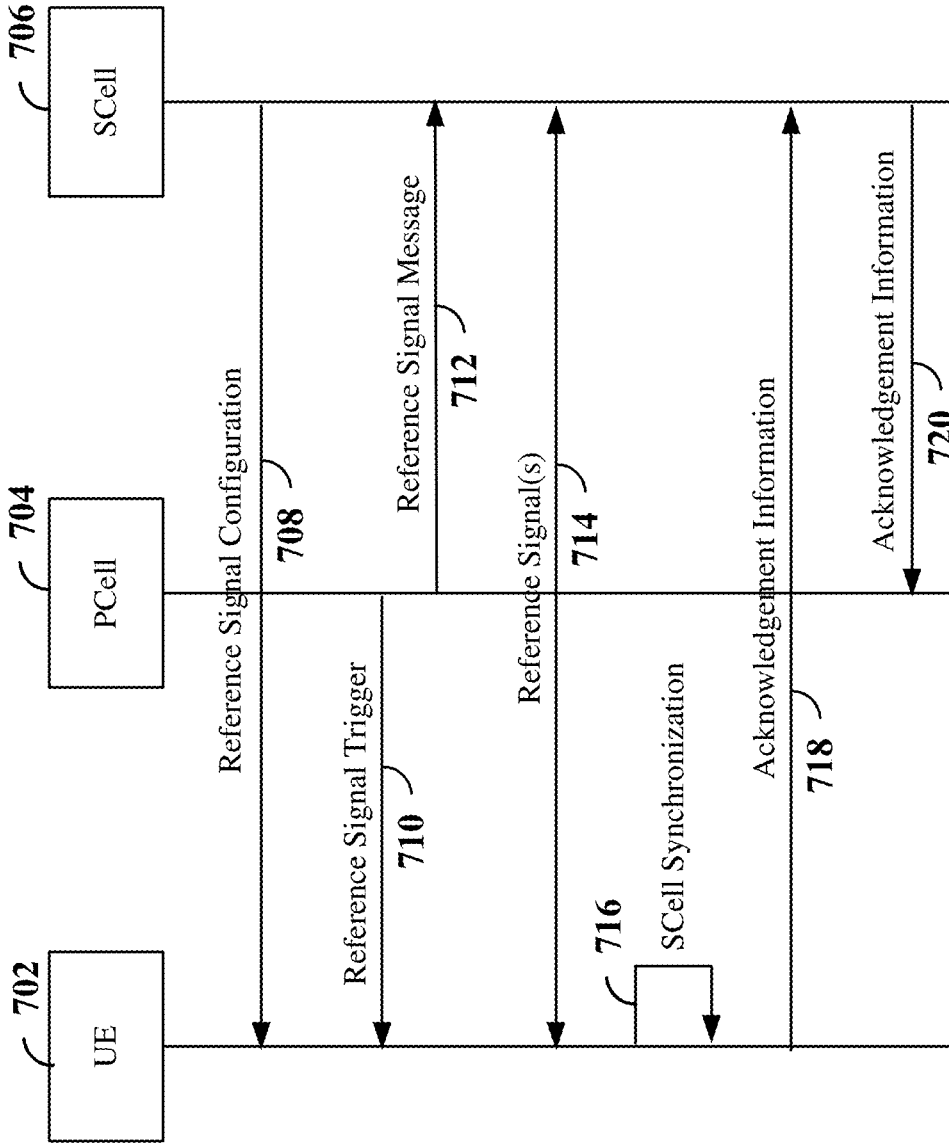 702
UE
704
PCell
706
SCell
Reference Signal Configuration
708
Reference Signal Trigger
710
Reference Signal Message
712
Reference Signal(s)
714
716
SCell Synchronization
Acknowledgement Information
718
Acknowledgement Information
720